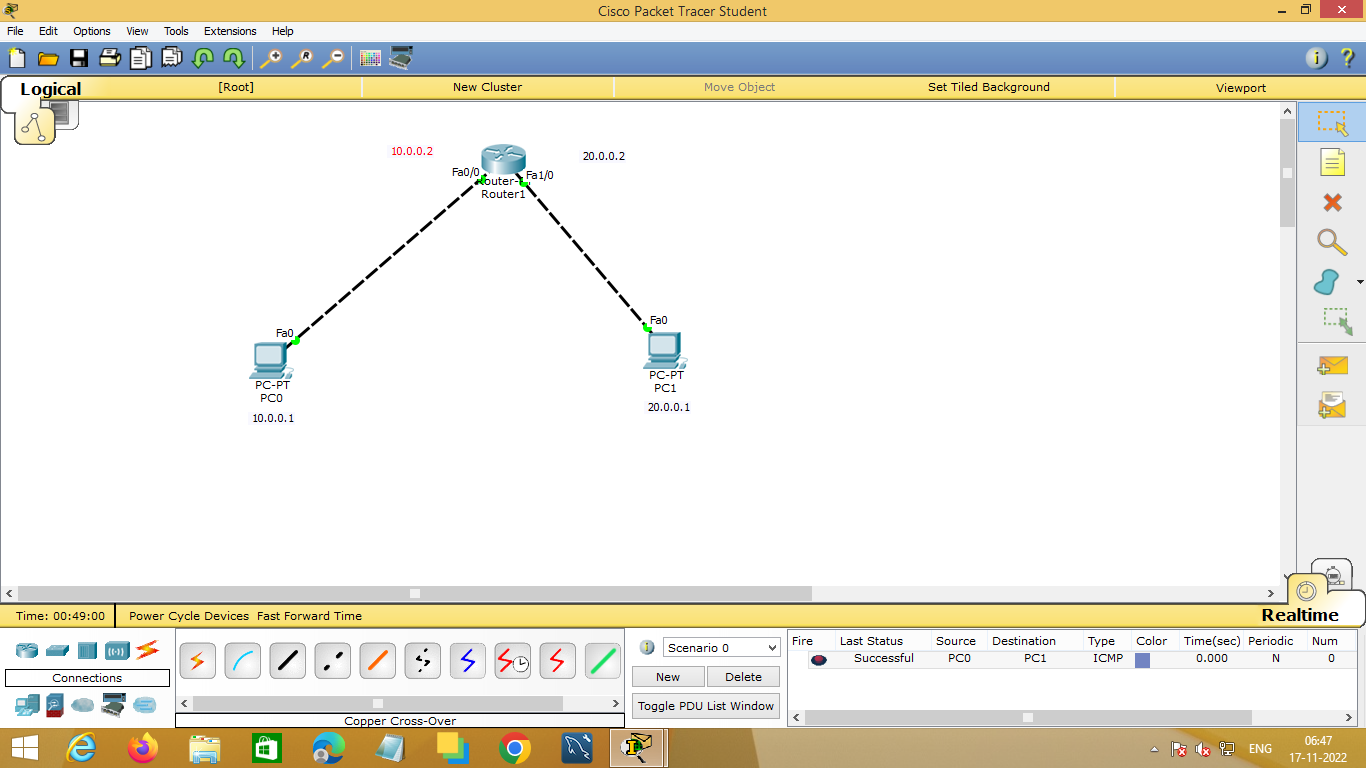 Cisco Packet Tracer Student
File Edit Options View Tools Extensions Help
Logical [Root] New Cluster Move Object Set Tiled Background Viewport
10.0.0.2 20.0.0.2
Fa0/0 Fa1/0
Router1
Fa0
PC-PT
PC0
10.0.0.1
Fa0
PC-PT
PC1
20.0.0.1
Time: 00:49:00 Power Cycle Devices Fast Forward Time Realtime
Connections
Copper Cross-Over
Scenario 0
New Delete
Toggle PDU List Window
Fire Last Status Source Destination Type Color Time(sec) Periodic Num
Successful PC0 PC1 ICMP 0.000 N 0
ENG
06:47
17-11-2022